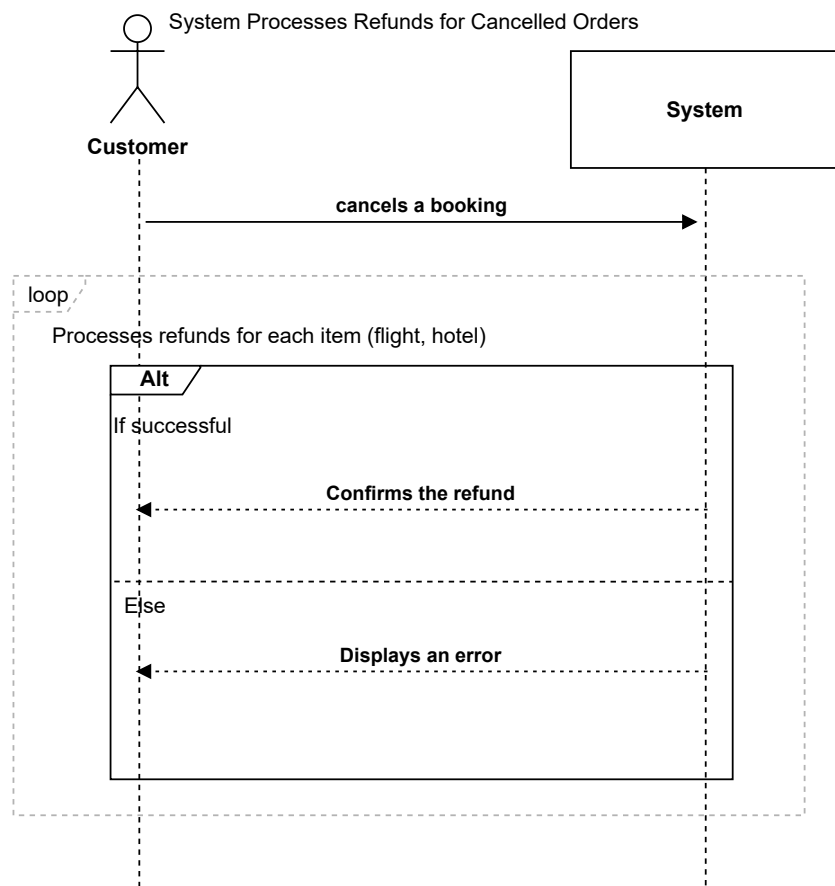 System Processes Refunds for Cancelled Orders
System
Customer
cancels a booking
loop
Processes refunds for each item (flight, hotel)
Alt
If successful
Confirms the refund
Else
Displays an error